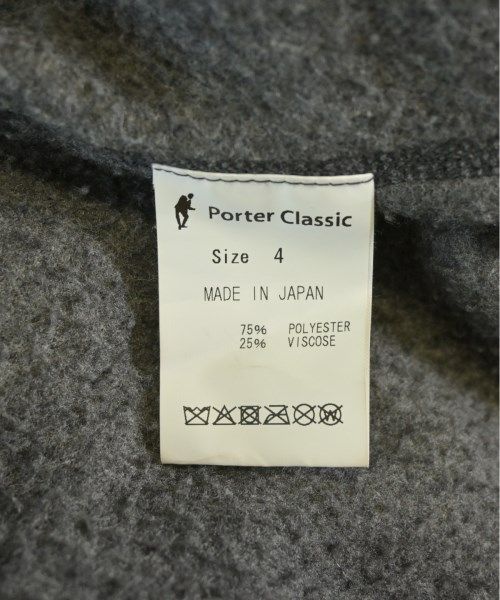 Porter Classic
Size 4
MADE IN JAPAN
75% POLYESTER
25% VISCOSE